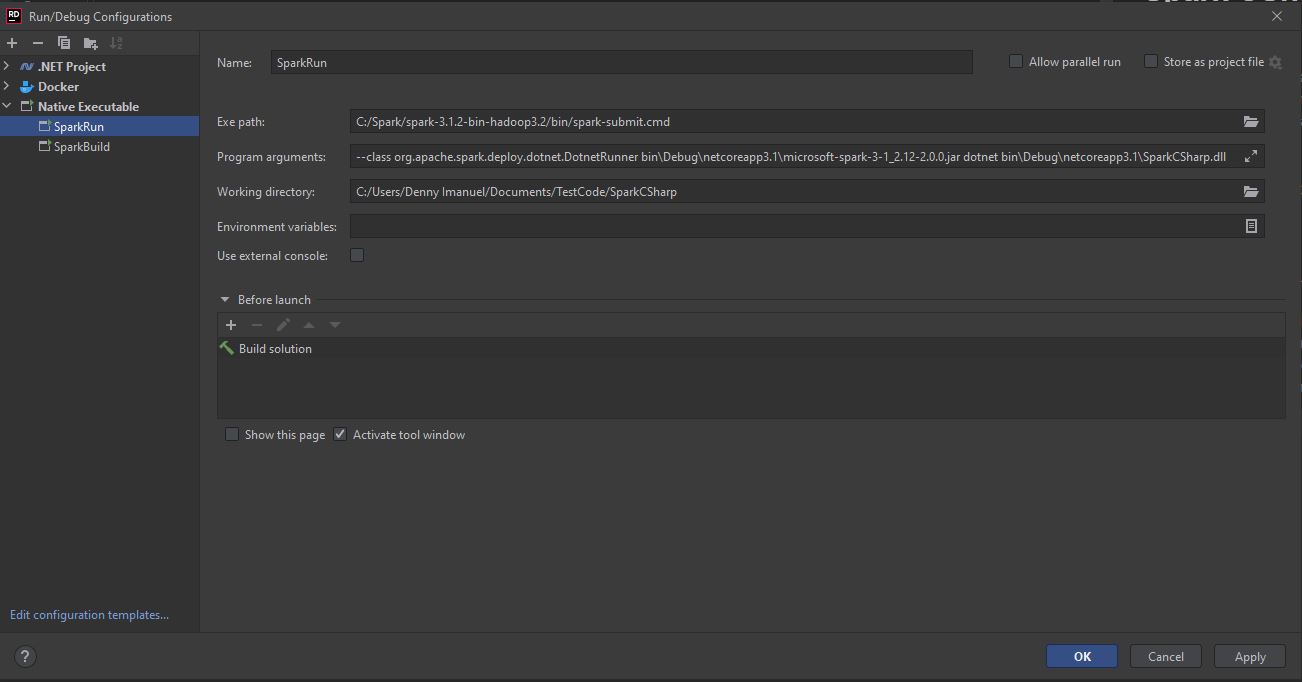 RD Run/Debug Configurations
.NET Project
Docker
Native Executable
SparkRun
SparkBuild
Edit configuration templates...
Name: SparkRun
Allow parallel run
Store as project file
Exe path: C:/Spark/spark-3.1.2-bin-hadoop3.2/bin/spark-submit.cmd
Program arguments: --class org.apache.spark.deploy.dotnet.DotnetRunner bin\Debug\netcoreapp3.1\microsoft-spark-3-1_2.12-2.0.0.jar dotnet bin\Debug\netcoreapp3.1\SparkCSharp.dll
Working directory: C:/Users/Denny Imanuel/Documents/TestCode/SparkCSharp
Environment variables:
Use external console:
Before launch
Build solution
Show this page
Activate tool window
?
OK
Cancel
Apply